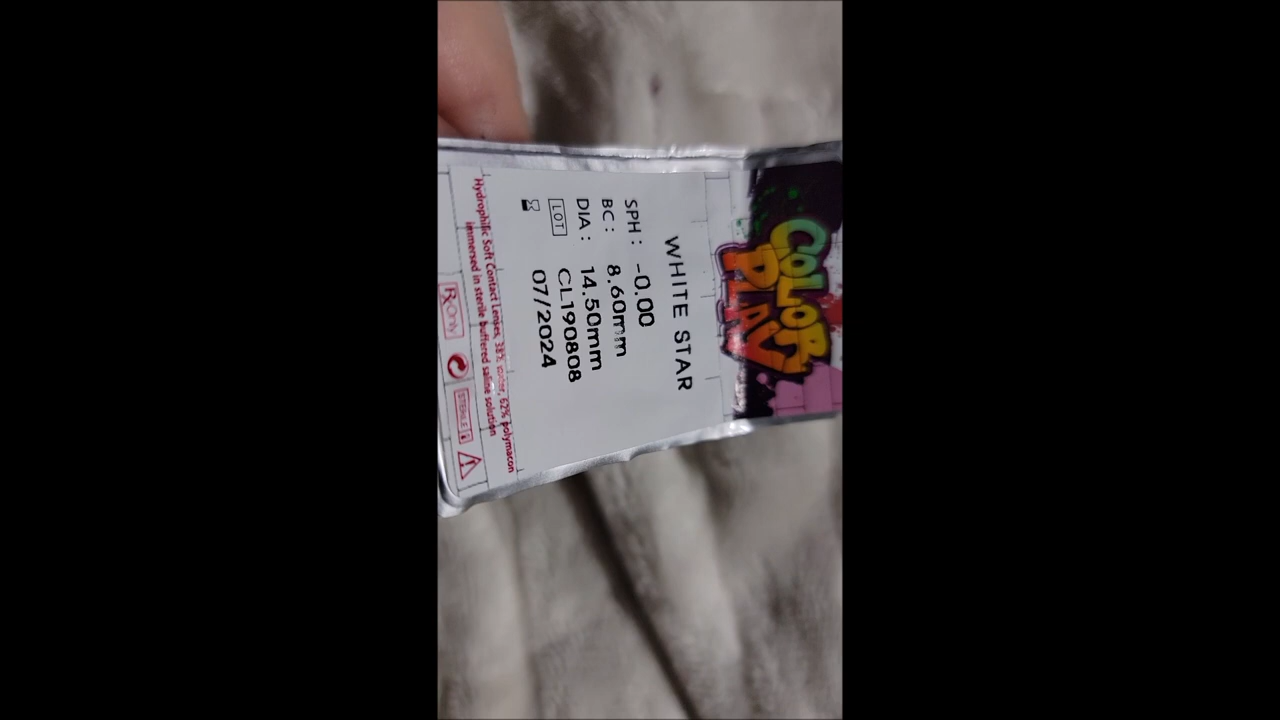 COLOR
PLAY
WHITE STAR
SPH : -0.00
BC : 8.60mm
DIA : 14.50mm
LOT CL190808
07/2024
Hydrophilic Soft Contact Lenses, 38% water, 62% polymacon
immersed in sterile buffered saline solution
Rx Only STERILE